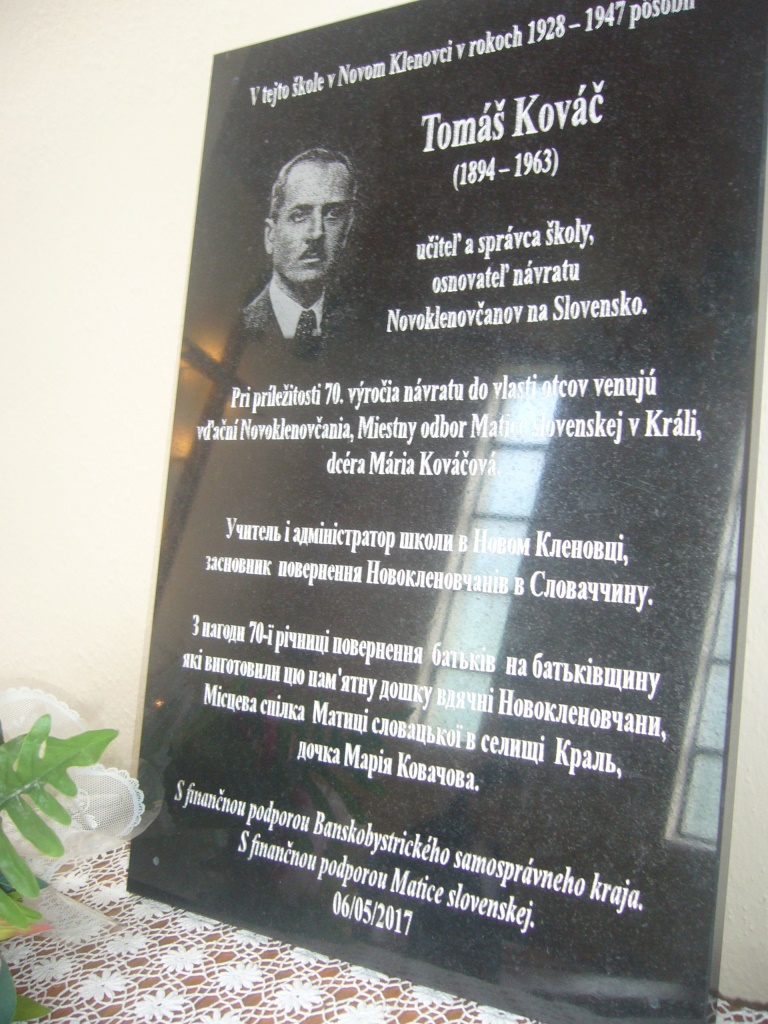 V tejto škole v Novom Klenovci v rokoch 1928 – 1947 pôsobil
Tomáš Kováč
(1894 – 1963)
učiteľ a správca školy,
osnovateľ návratu
Novoklenovčanov na Slovensko.
Pri príležitosti 70. výročia návratu do vlasti otcov venujú
vďační Novoklenovčania, Miestny odbor Matice slovenskej v Králi,
dcéra Mária Kováčová.
Учитель і адміністратор школи в Новом Кленовці,
засновник повернення Новокленовчанів в Словаччину.
З нагоди 70-ї річниці повернення батьків на батьківщину
які виготовили цю пам'ятну дошку вдячні Новокленовчани,
Місцева спілка Матиці словацької в селищі Краль,
дочка Марія Ковачова.
S finančnou podporou Banskobystrického samosprávneho kraja.
S finančnou podporou Matice slovenskej.
06/05/2017